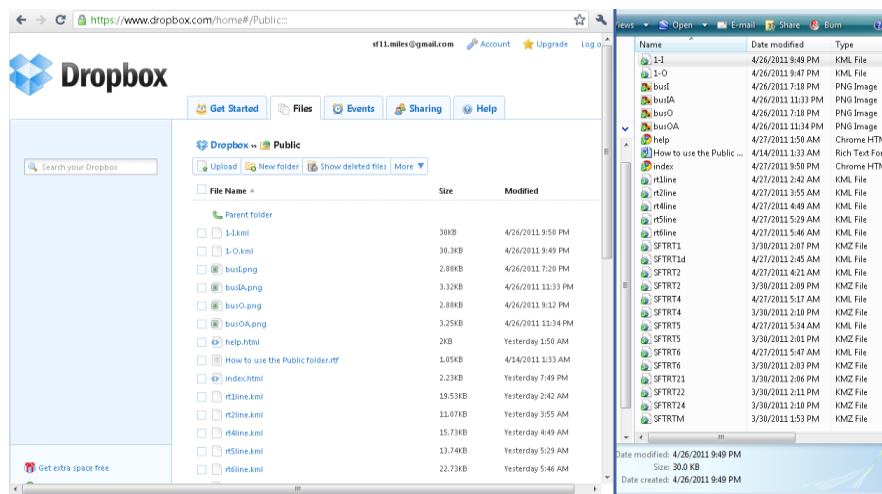 https://www.dropbox.com/home#/Public:::
sf11.miles@gmail.com Account Upgrade Log o
Dropbox
Get Started Files Events Sharing Help
Dropbox » Public
Search your Dropbox
Upload New folder Show deleted files More
File Name Size Modified
Parent folder
1-I.kml 30KB 4/26/2011 9:50 PM
1-O.kml 30.3KB 4/26/2011 9:49 PM
busI.png 2.88KB 4/26/2011 7:20 PM
busIA.png 3.32KB 4/26/2011 11:33 PM
busO.png 2.88KB 4/26/2011 9:12 PM
busOA.png 3.25KB 4/26/2011 11:34 PM
help.html 2KB Yesterday 1:50 AM
How to use the Public folder.rtf 1.05KB 4/14/2011 1:33 AM
index.html 2.23KB Yesterday 7:49 PM
rt1line.kml 19.53KB Yesterday 2:42 AM
rt2line.kml 11.07KB Yesterday 3:55 AM
rt4line.kml 15.73KB Yesterday 4:49 AM
rt5line.kml 13.74KB Yesterday 5:29 AM
rt6line.kml 22.73KB Yesterday 5:46 AM
Get extra space free
iews Open E-mail Share Burn
Name Date modified Type
1-I 4/26/2011 9:49 PM KML File
1-O 4/26/2011 9:47 PM KML File
busI 4/26/2011 7:18 PM PNG Image
busIA 4/26/2011 11:33 PM PNG Image
busO 4/26/2011 7:18 PM PNG Image
busOA 4/26/2011 11:34 PM PNG Image
help 4/27/2011 1:50 AM Chrome HTM
How to use the Public ... 4/14/2011 1:33 AM Rich Text For
index 4/27/2011 9:50 PM Chrome HTM
rt1line 4/27/2011 2:42 AM KML File
rt2line 4/27/2011 3:55 AM KML File
rt4line 4/27/2011 4:49 AM KML File
rt5line 4/27/2011 5:29 AM KML File
rt6line 4/27/2011 5:46 AM KML File
SFTRT1 3/30/2011 2:07 PM KMZ File
SFTRT1d 4/27/2011 2:45 AM KML File
SFTRT2 4/27/2011 4:21 AM KML File
SFTRT2 3/30/2011 2:09 PM KMZ File
SFTRT4 4/27/2011 5:17 AM KML File
SFTRT4 3/30/2011 2:10 PM KMZ File
SFTRT5 4/27/2011 5:34 AM KML File
SFTRT5 3/30/2011 2:01 PM KMZ File
SFTRT6 4/27/2011 5:47 AM KML File
SFTRT6 3/30/2011 2:03 PM KMZ File
SFTRT21 3/30/2011 2:06 PM KMZ File
SFTRT22 3/30/2011 2:11 PM KMZ File
SFTRT24 3/30/2011 2:10 PM KMZ File
SFTRTM 3/30/2011 1:53 PM KMZ File
Date modified: 4/26/2011 9:49 PM
Size: 30.0 KB
Date created: 4/26/2011 9:49 PM